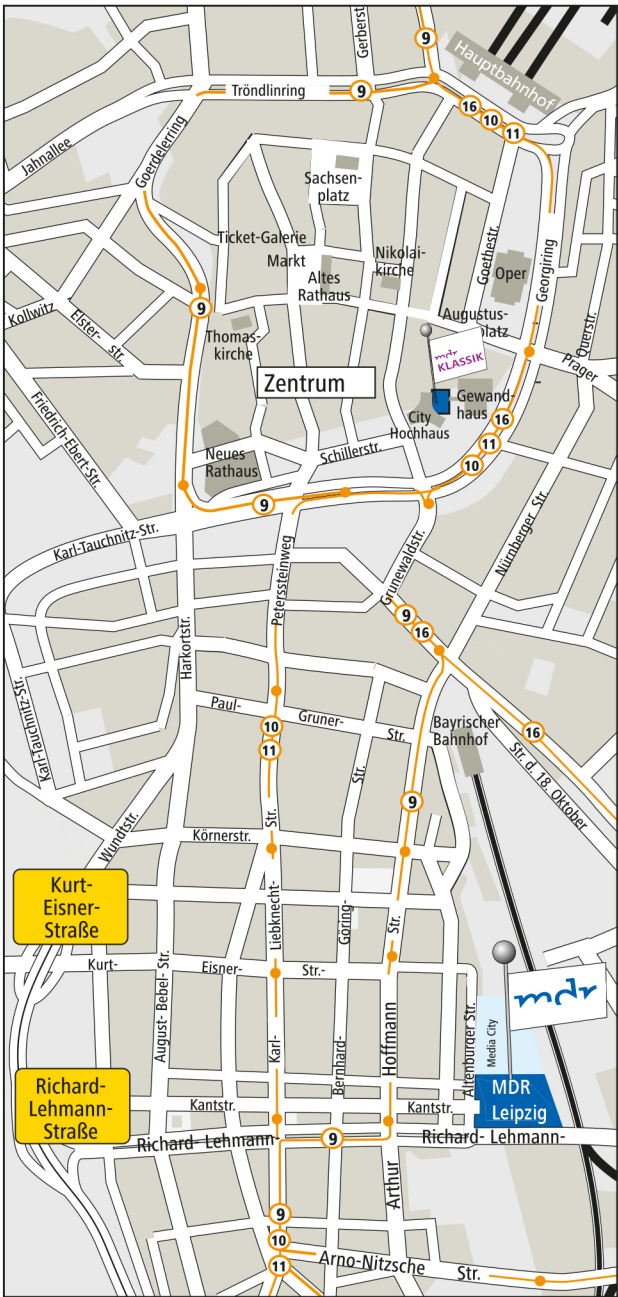 Gerberst
9
Hauptbahnhof
Tröndlinring
9
16
10
11
Jahnallee
Goerdelerring
Sachsen-
platz
Ticket-Galerie
Markt
Altes
Rathaus
Nikolai-
kirche
Goethestr.
Oper
Georgiring
Kollwitz
Elster- str.
9
Thomas-
kirche
Augustus-
platz
Querstr.
Prager
mdr
KLASSIK
Zentrum
Gewand-
haus
City
Hochhaus
16
11
10
Friedrich-Ebert-Str.
Neues
Rathaus
Schillerstr.
9
Karl-Tauchnitz-Str.
Nürnberger Str.
Peterssteinweg
Grunewaldstr.
9
16
Harkortstr.
Karl-Tauchnitz-Str.
Paul- Gruner- Str.
10
11
Bayrischer
Bahnhof
16
Str. d. 18. Oktober
Str.
9
Wundtstr.
Körnerstr.
Str.
Kurt-
Eisner-
Straße
Liebknecht-
Göring-
Str.
Kurt- Eisner- Str.-
August- Bebel- Str.
mdr
Altenburger Str.
Media City
Karl-
Bernhard-
Hoffmann
Richard-
Lehmann-
Straße
Kantstr.
Kantstr.
MDR
Leipzig
Richard- Lehmann-
9
Richard- Lehmann-
Arthur
9
10
11
Arno-Nitzsche Str.